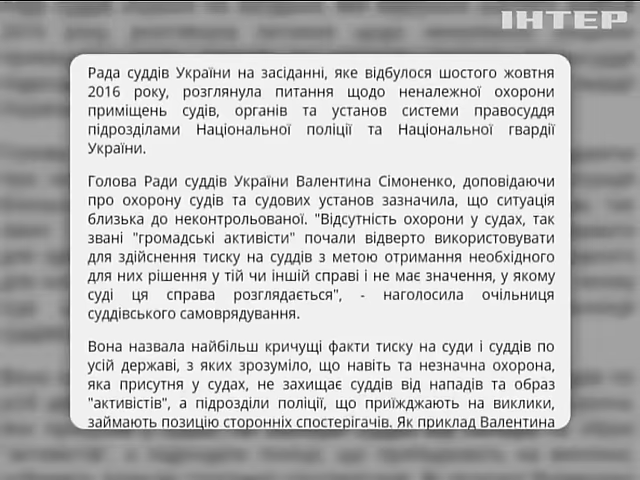 ІНТЕР
Рада суддів України на засіданні, яке відбулося шостого жовтня
2016 року, розглянула питання щодо неналежної охорони
приміщень судів, органів та установ системи правосуддя
підрозділами Національної поліції та Національної гвардії
України.
Голова Ради суддів України Валентина Сімоненко, доповідаючи
про охорону судів та судових установ зазначила, що ситуація
близька до неконтрольованої. "Відсутність охорони у судах, так
звані "громадські активісти" почали відверто використовувати
для здійснення тиску на суддів з метою отримання необхідного
для них рішення у тій чи іншій справі і не має значення, у якому
суді ця справа розглядається", - наголосила очільниця
суддівського самоврядування.
Вона назвала найбільш кричущі факти тиску на суди і суддів по
усій державі, з яких зрозуміло, що навіть та незначна охорона,
яка присутня у судах, не захищає суддів від нападів та образ
"активістів", а підрозділи поліції, що приїжджають на виклики,
займають позицію сторонніх спостерігачів. Як приклад Валентина